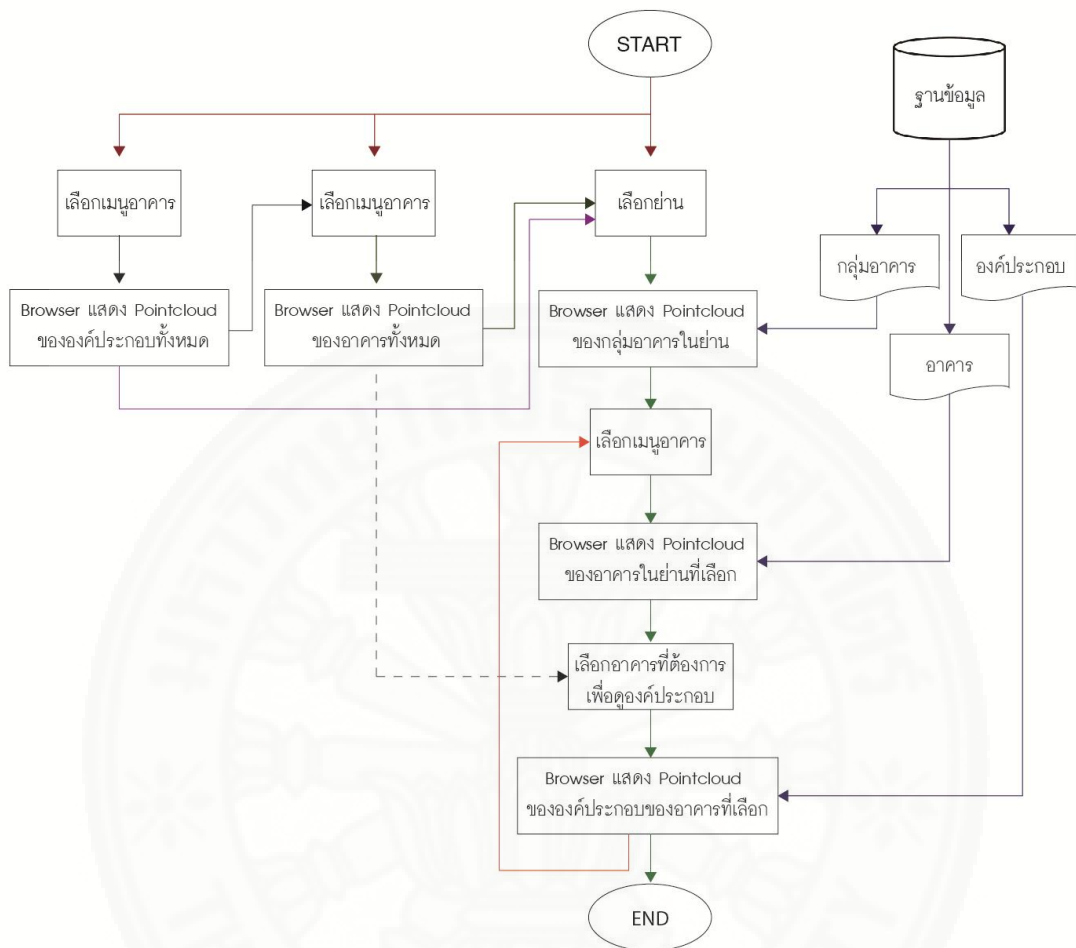 START
ฐานข้อมูล
เลือกเมนูอาคาร
เลือกเมนูอาคาร
เลือกย่าน
กลุ่มอาคาร
องค์ประกอบ
Browser แสดง Pointcloud
ขององค์ประกอบทั้งหมด
Browser แสดง Pointcloud
ของอาคารทั้งหมด
Browser แสดง Pointcloud
ของกลุ่มอาคารในย่าน
อาคาร
เลือกเมนูอาคาร
Browser แสดง Pointcloud
ของอาคารในย่านที่เลือก
เลือกอาคารที่ต้องการ
เพื่อดูองค์ประกอบ
Browser แสดง Pointcloud
ขององค์ประกอบของอาคารที่เลือก
END